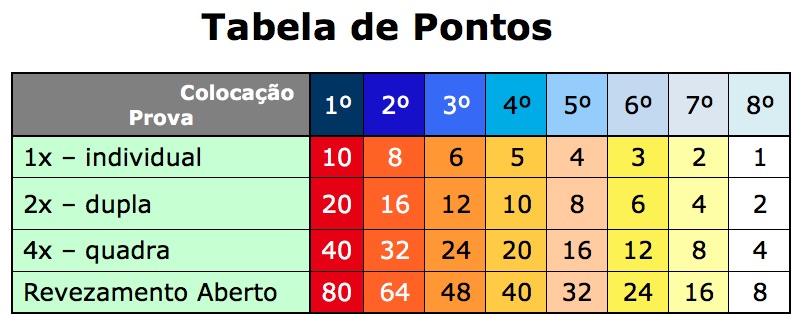 Tabela de Pontos
Colocação 1º 2º 3º 4º 5º 6º 7º 8º
Prova
1x – individual 10 8 6 5 4 3 2 1
2x – dupla 20 16 12 10 8 6 4 2
4x – quadra 40 32 24 20 16 12 8 4
Revezamento Aberto 80 64 48 40 32 24 16 8